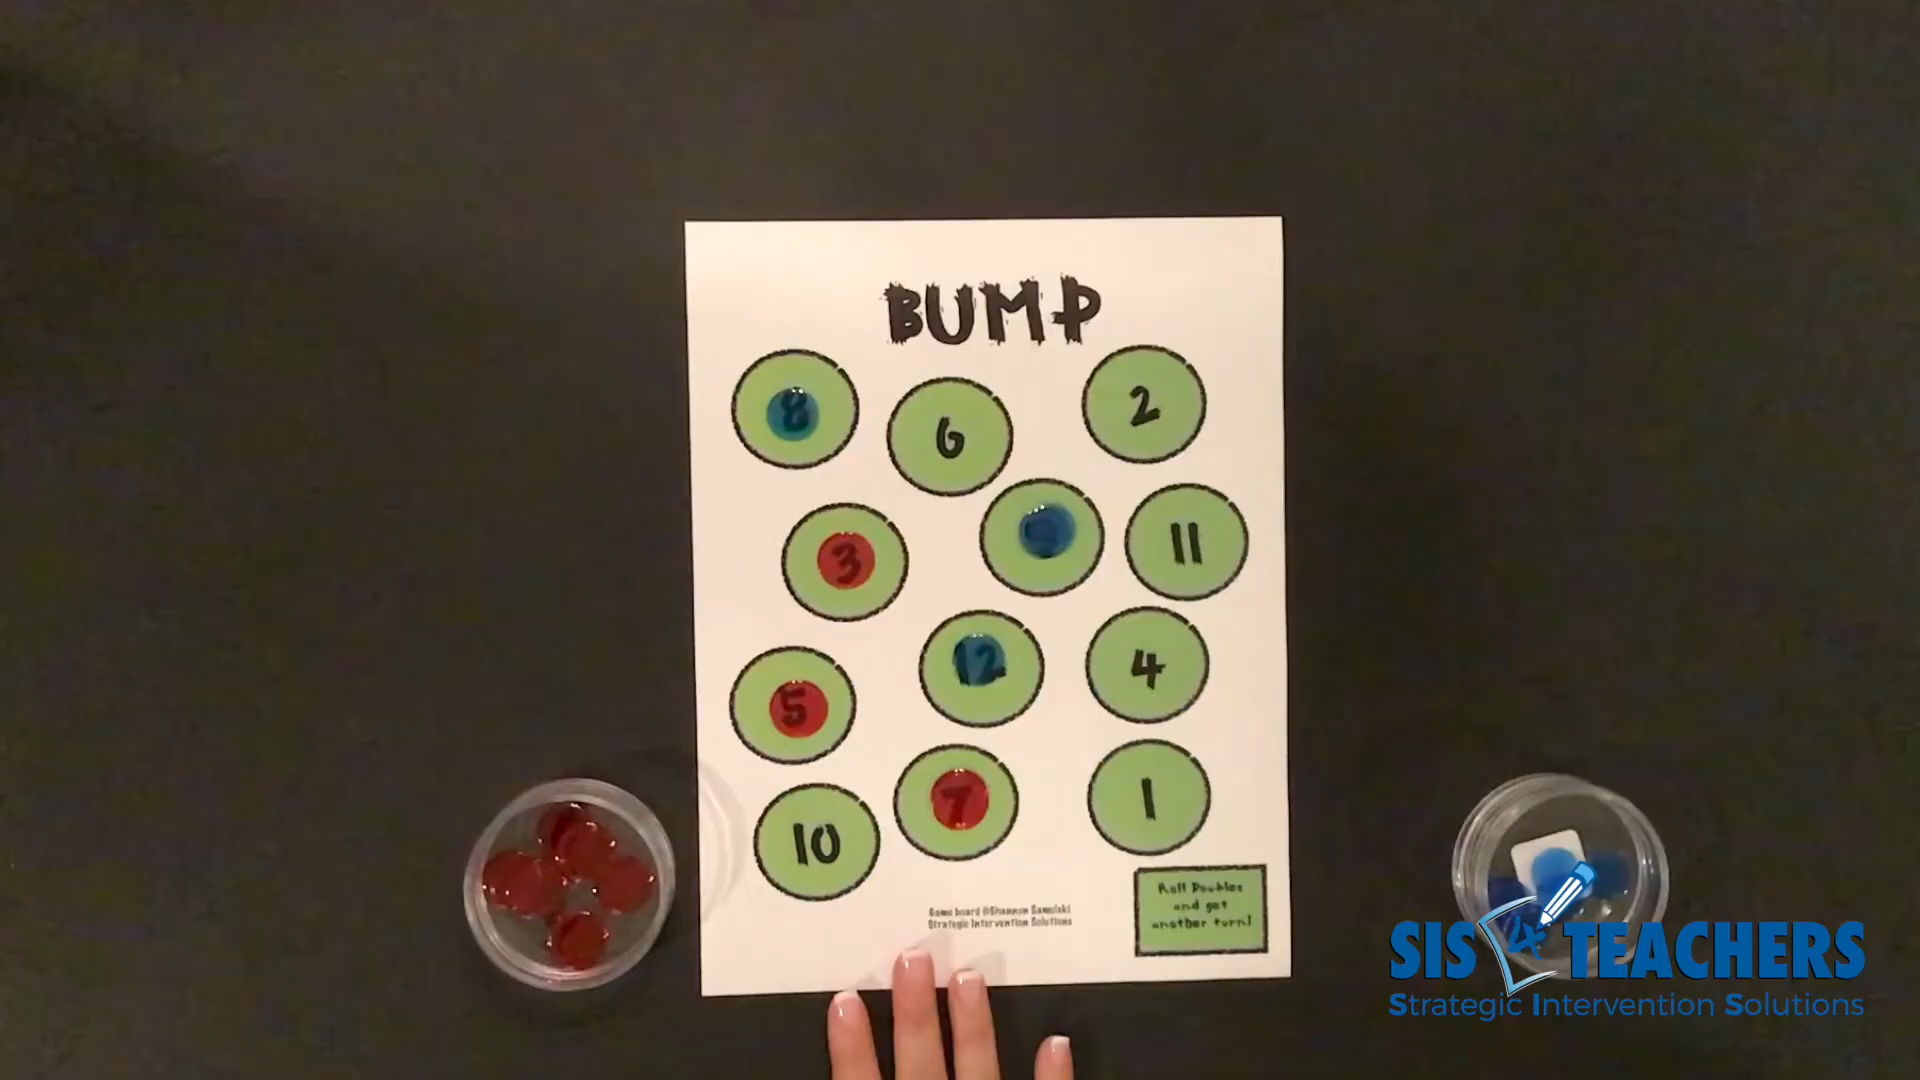 BUMP
8
6
2
3
11
12
4
5
7
1
10
Roll Doubles
and get
another turn!
Game board @Shannon Samulski
Strategic Intervention Solutions
SIS 4 TEACHERS
Strategic Intervention Solutions